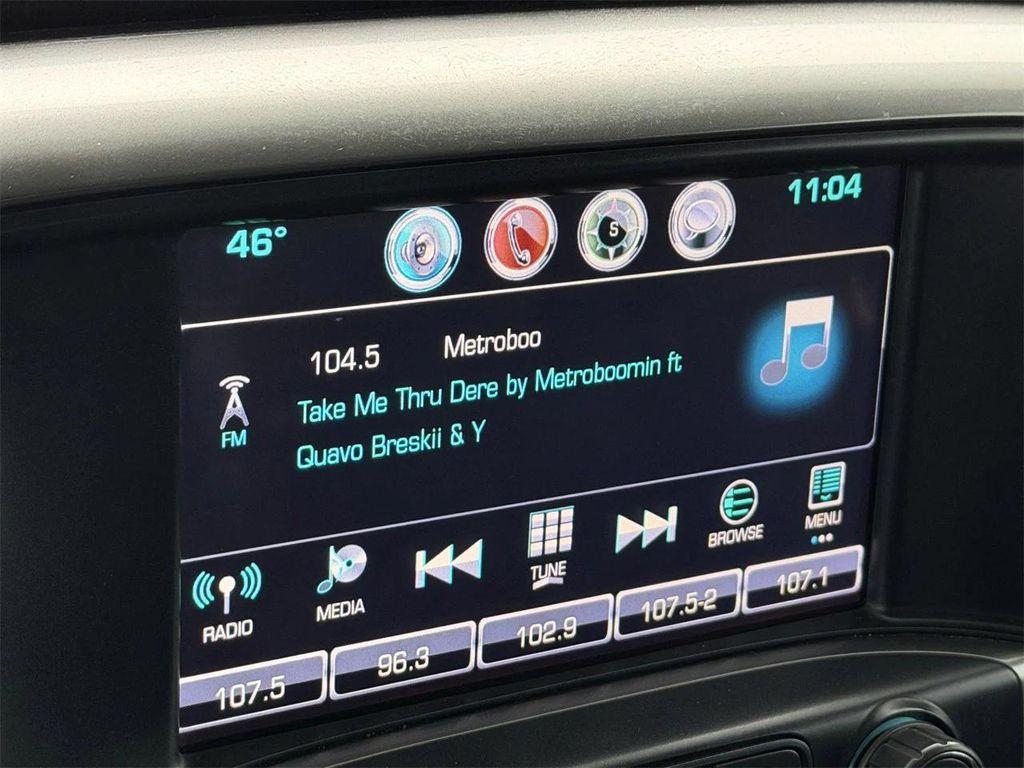 46° 11:04
S
104.5 Metroboo
Take Me Thru Dere by Metroboomin ft
Quavo Breskii & Y
FM
RADIO MEDIA TUNE BROWSE MENU
107.5 96.3 102.9 107.5-2 107.1